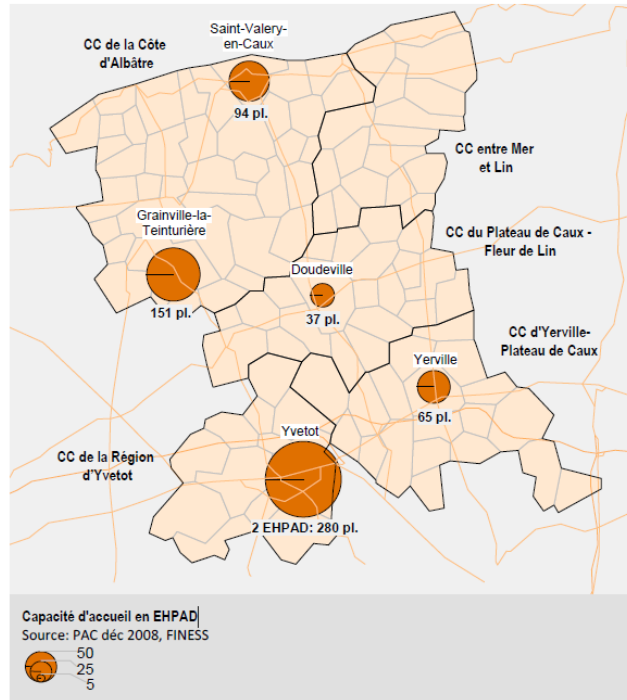 Saint-Valery-
en-Caux
CC de la Côte
d'Albâtre
94 pl.
CC entre Mer
et Lin
Grainville-la-
Teinturière
151 pl.
CC du Plateau de Caux -
Fleur de Lin
Doudeville
37 pl.
CC d'Yerville-
Plateau de Caux
Yerville
65 pl.
Yvetot
CC de la Région
d'Yvetot
2 EHPAD: 280 pl.
Capacité d'accueil en EHPAD
Source: PAC déc 2008, FINESS
50
25
5